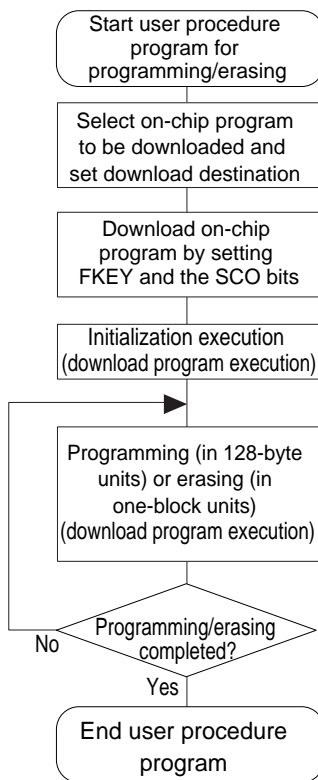 Start user procedure
program for
programming/erasing
Select on-chip program
to be downloaded and
set download destination
Download on-chip
program by setting
FKEY and the SCO bits
Initialization execution
(download program execution)
Programming (in 128-byte
units) or erasing (in
one-block units)
(download program execution)
Programming/erasing
completed?
No
Yes
End user procedure
program